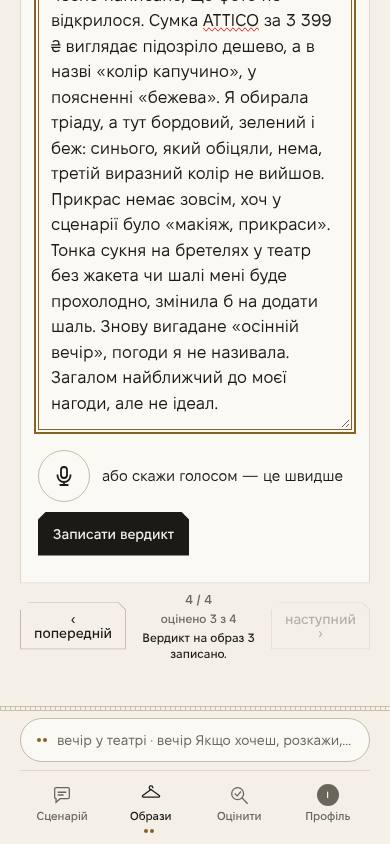 відкрилося. Сумка ATTICO за 3 399
₴ виглядає підозріло дешево, а в
назві «колір капучино», у
поясненні «бежева». Я обирала
тріаду, а тут бордовий, зелений і
беж: синього, який обіцяли, нема,
третій виразний колір не вийшов.
Прикрас немає зовсім, хоч у
сценарії було «макіяж, прикраси».
Тонка сукня на бретелях у театр
без жакета чи шалі мені буде
прохолодно, змінила б на додати
шаль. Знову вигадане «осінній
вечір», погоди я не називала.
Загалом найближчий до моєї
нагоди, але не ідеал.
або скажи голосом — це швидше
Записати вердикт
4 / 4
‹
попередній
оцінено 3 з 4
наступний
›
Вердикт на образ 3
записано.
вечір у театрі · вечір Якщо хочеш, розкажи,...
Сценарій
Образи
Оцінити
І
Профіль